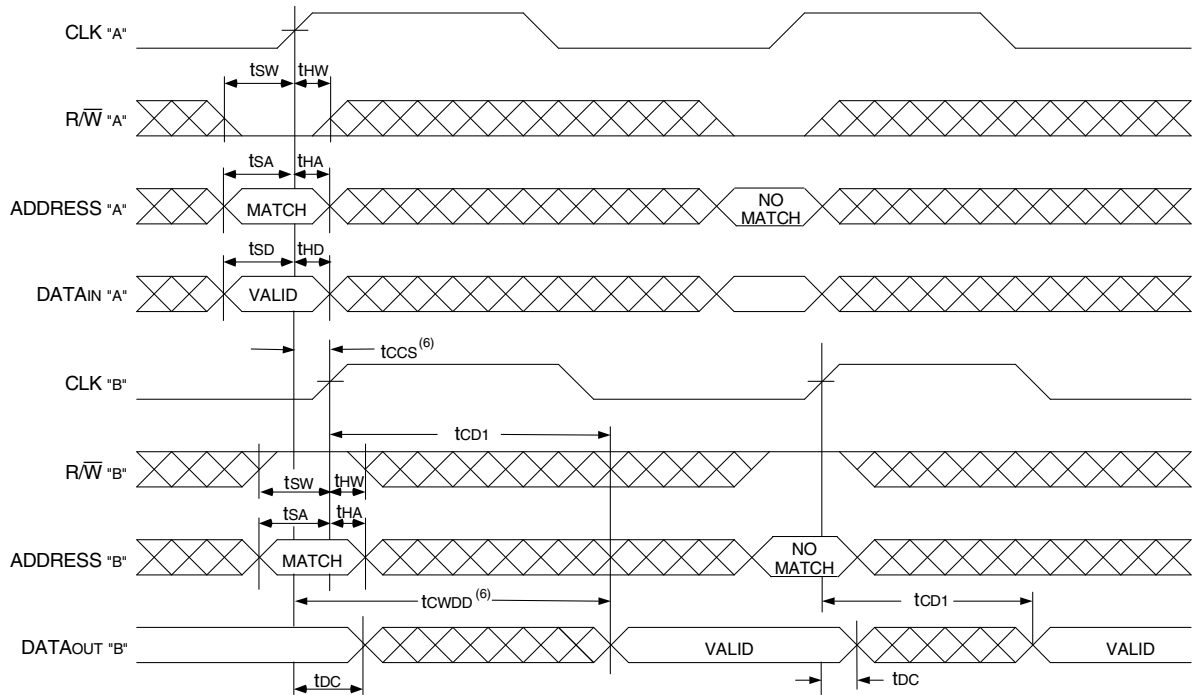 CLK "A"
tSW tHW
R/W̅ "A"
tSA tHA
ADDRESS "A" MATCH NO MATCH
tSD tHD
DATAIN "A" VALID
tCCS(6)
CLK "B"
tCD1
R/W̅ "B"
tSW tHW
tSA tHA
ADDRESS "B" MATCH NO MATCH
tCWDD(6) tCD1
DATAOUT "B" VALID VALID
tDC tDC